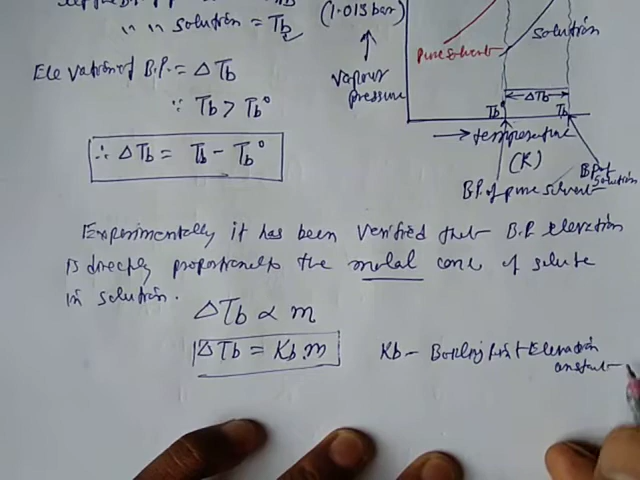 " " solution = Tb
Elevation of B.P. = ΔTb
∵ Tb > Tb°
∴ ΔTb = Tb - Tb°
(1.013 bar)
vapour
pressure
Pure solvent
solution
ΔTb
Tb°
Tb
temperature
(K)
B.P. of pure solvent
B.P. of
solution
Experimentally it has been verified that B.P. elevation
is directly proportional to the molal conc of solute
in solution.
ΔTb ∝ m
ΔTb = Kb.m
Kb - Boiling Point Elevation
constant